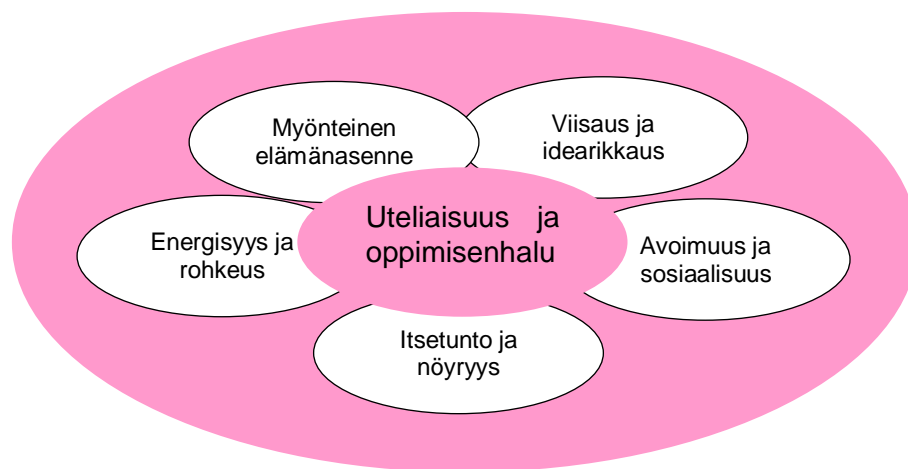 Myönteinen
elämänasenne
Viisaus ja
idearikkaus
Uteliaisuus ja
oppimisenhalu
Energisyys ja
rohkeus
Avoimuus ja
sosiaalisuus
Itsetunto ja
nöyryys